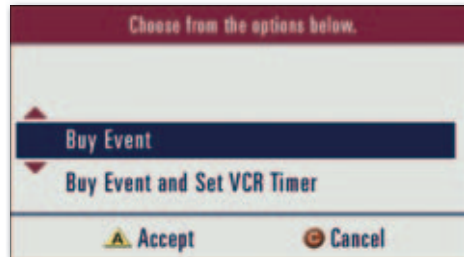 Choose from the options below.
Buy Event
Buy Event and Set VCR Timer
A Accept C Cancel